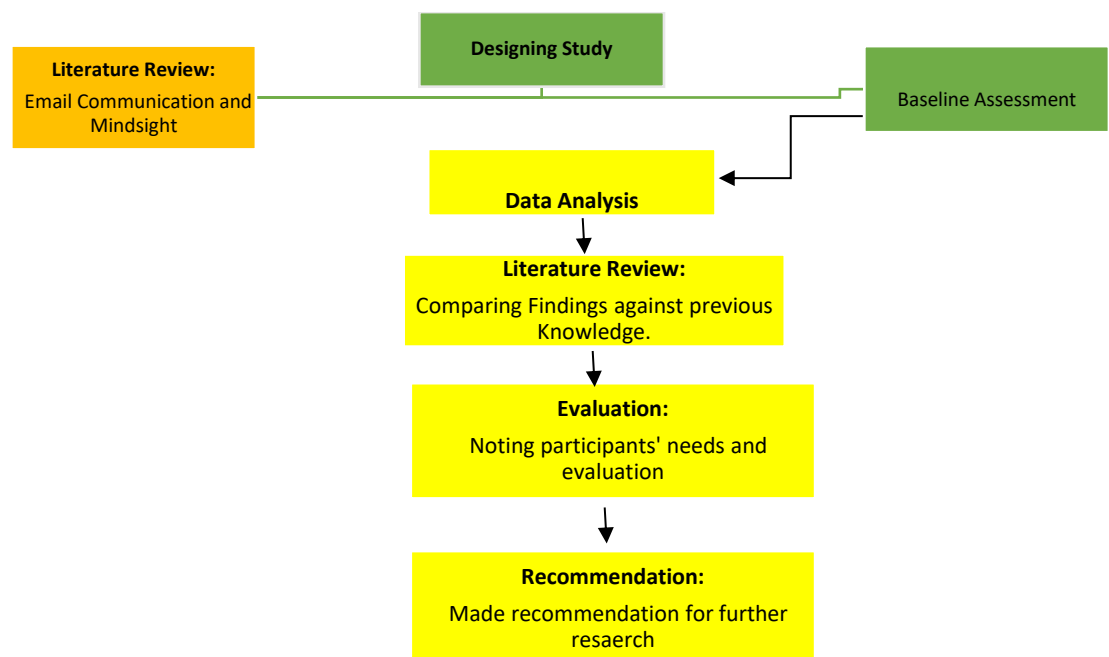 Designing Study
Literature Review:
Email Communication and
Mindsight
Baseline Assessment
Data Analysis
Literature Review:
Comparing Findings against previous
Knowledge.
Evaluation:
Noting participants' needs and
evaluation
Recommendation:
Made recommendation for further
resaerch